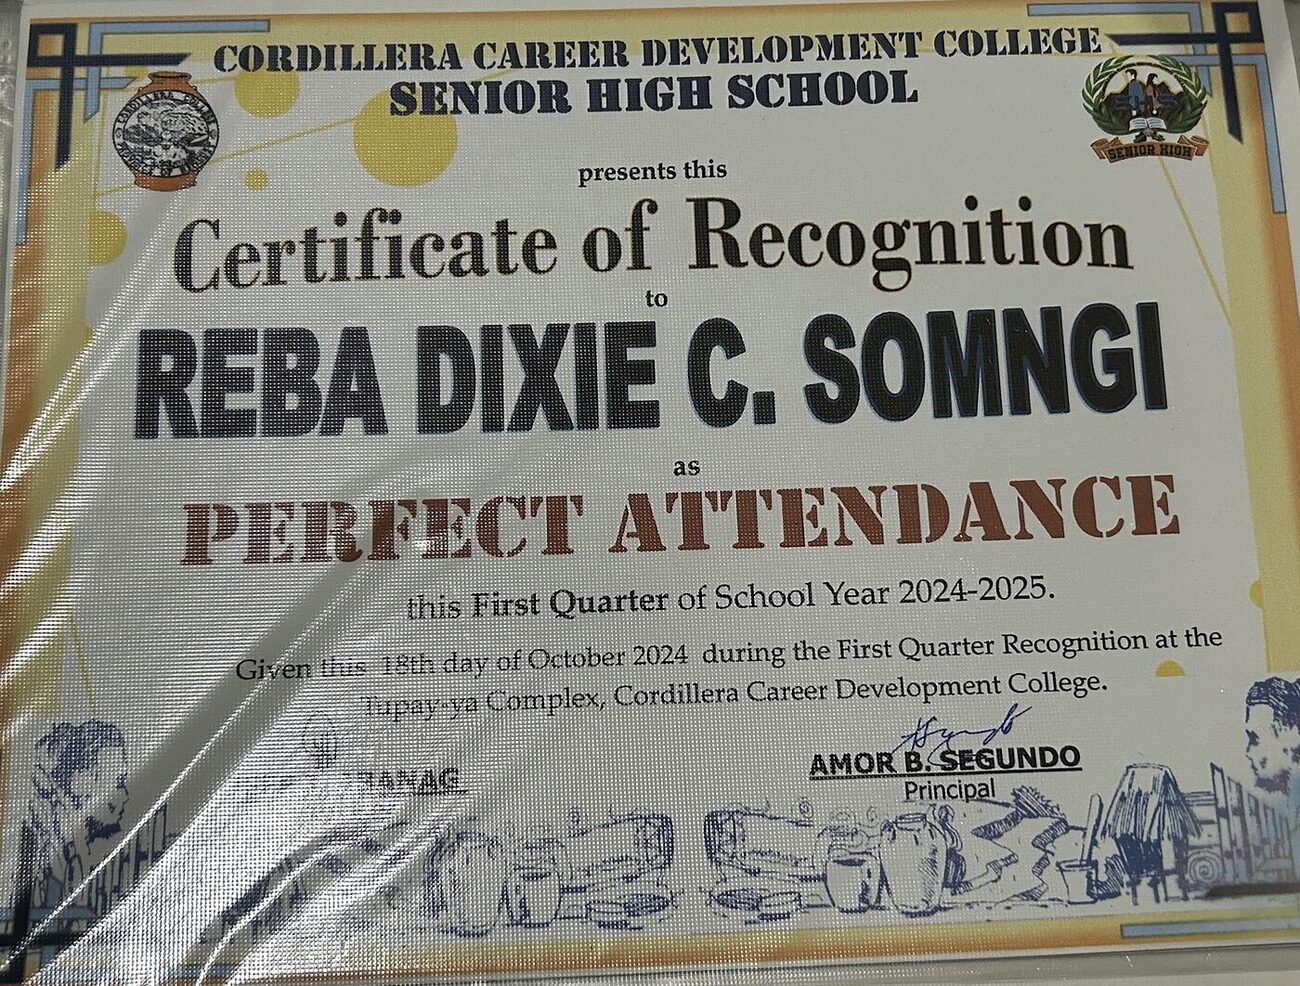 CORDILLERA CAREER DEVELOPMENT COLLEGE
SENIOR HIGH SCHOOL
SENIOR HIGH
presents this
Certificate of Recognition
to
REBA DIXIE C. SOMNGI
as
PERFECT ATTENDANCE
this First Quarter of School Year 2024-2025.
Given this 18th day of October 2024 during the First Quarter Recognition at the
Tupay-ya Complex, Cordillera Career Development College.
AMOR B. SEGUNDO
Principal